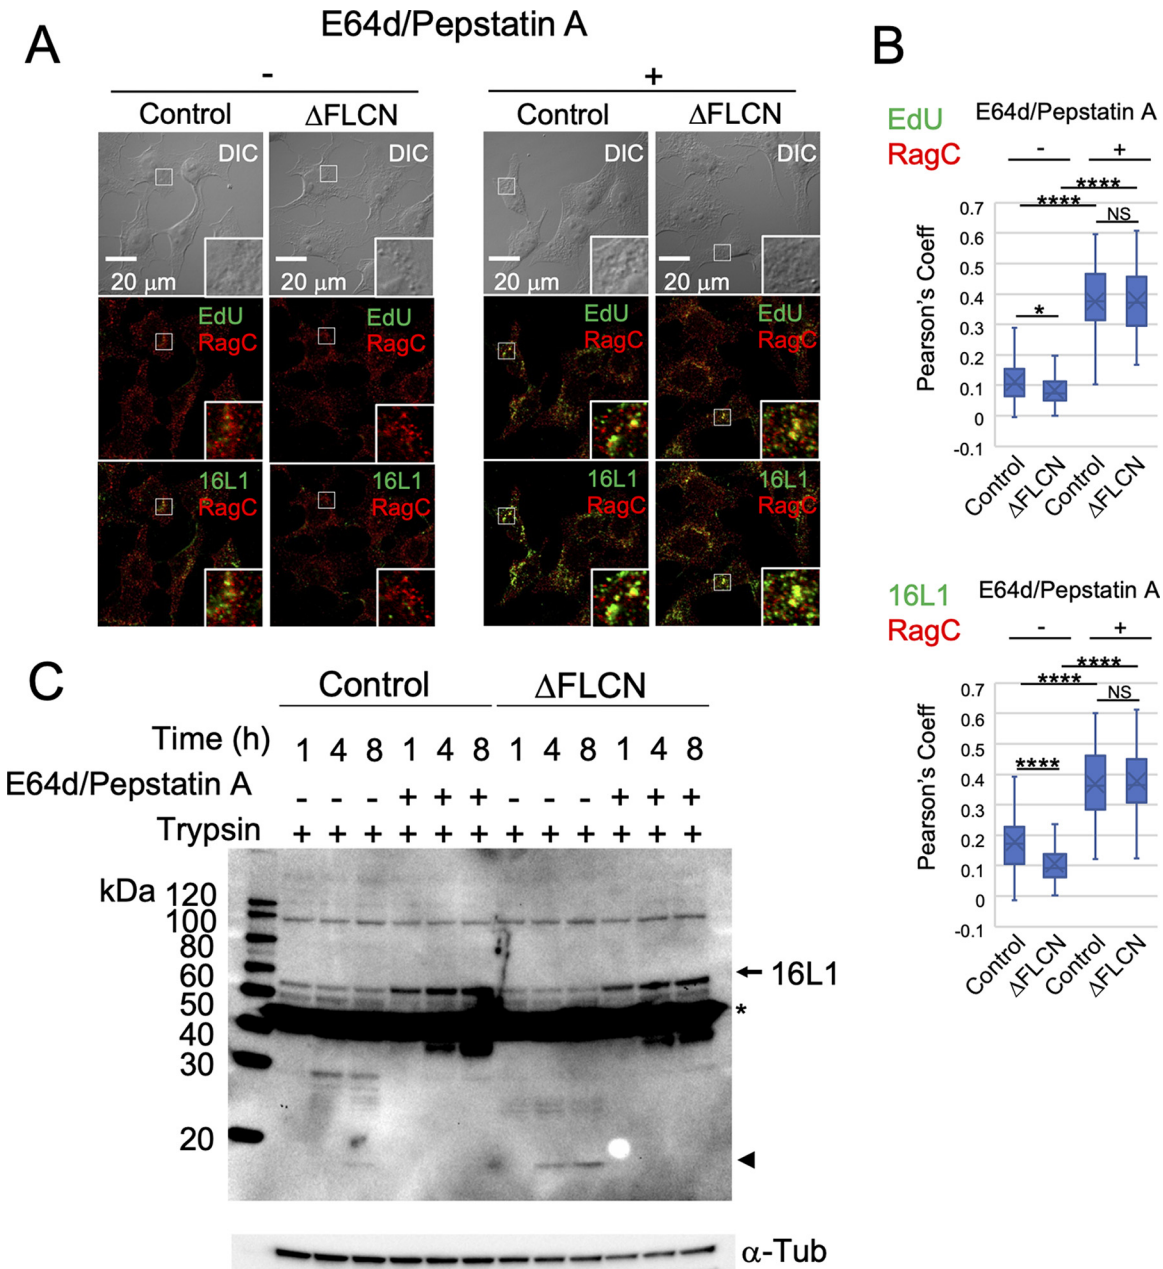 E64d/Pepstatin A
A
- +
Control ΔFLCN Control ΔFLCN
DIC DIC DIC DIC
20 μm 20 μm 20 μm 20 μm
EdU EdU EdU EdU
RagC RagC RagC RagC
16L1 16L1 16L1 16L1
RagC RagC RagC RagC
B
EdU E64d/Pepstatin A
RagC - +
****
****
NS
*
Pearson's Coeff
0.7
0.6
0.5
0.4
0.3
0.2
0.1
0
-0.1
Control ΔFLCN Control ΔFLCN
16L1 E64d/Pepstatin A
RagC - +
****
****
NS
****
Pearson's Coeff
0.7
0.6
0.5
0.4
0.3
0.2
0.1
0
-0.1
Control ΔFLCN Control ΔFLCN
C
Control ΔFLCN
Time (h) 1 4 8 1 4 8 1 4 8 1 4 8
E64d/Pepstatin A - - - + + + - - - + + +
Trypsin + + + + + + + + + + + +
kDa 120
100
80
60
50
40
30
20
16L1
*
α-Tub